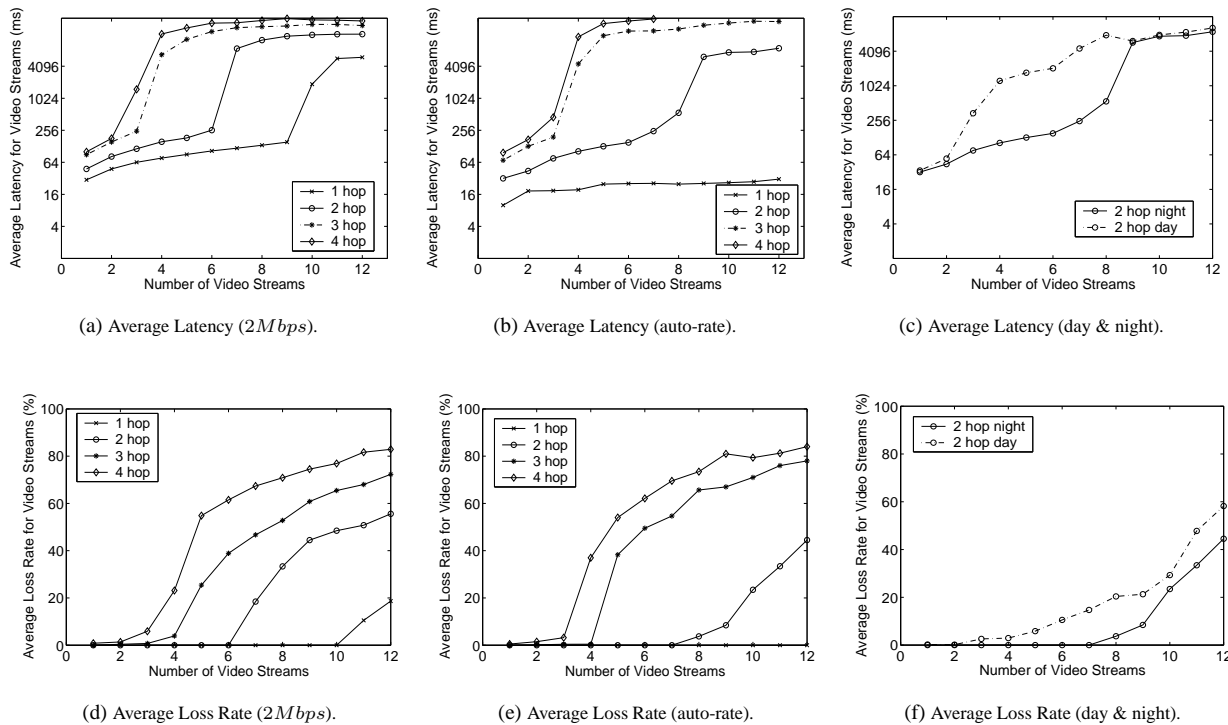 Average Latency for Video Streams (ms)
4096
1024
256
64
16
4
0
2
4
6
8
10
12
Number of Video Streams
1 hop
2 hop
3 hop
4 hop
(a) Average Latency (2Mbps).
Average Latency for Video Streams (ms)
4096
1024
256
64
16
4
0
2
4
6
8
10
12
Number of Video Streams
1 hop
2 hop
3 hop
4 hop
(b) Average Latency (auto-rate).
Average Latency for Video Streams (ms)
4096
1024
256
64
16
4
0
2
4
6
8
10
12
Number of Video Streams
2 hop night
2 hop day
(c) Average Latency (day & night).
Average Loss Rate for Video Streams (%)
100
80
60
40
20
0
0
2
4
6
8
10
12
Number of Video Streams
1 hop
2 hop
3 hop
4 hop
(d) Average Loss Rate (2Mbps).
Average Loss Rate for Video Streams (%)
100
80
60
40
20
0
0
2
4
6
8
10
12
Number of Video Streams
1 hop
2 hop
3 hop
4 hop
(e) Average Loss Rate (auto-rate).
Average Loss Rate for Video Streams (%)
100
80
60
40
20
0
0
2
4
6
8
10
12
Number of Video Streams
2 hop night
2 hop day
(f) Average Loss Rate (day & night).